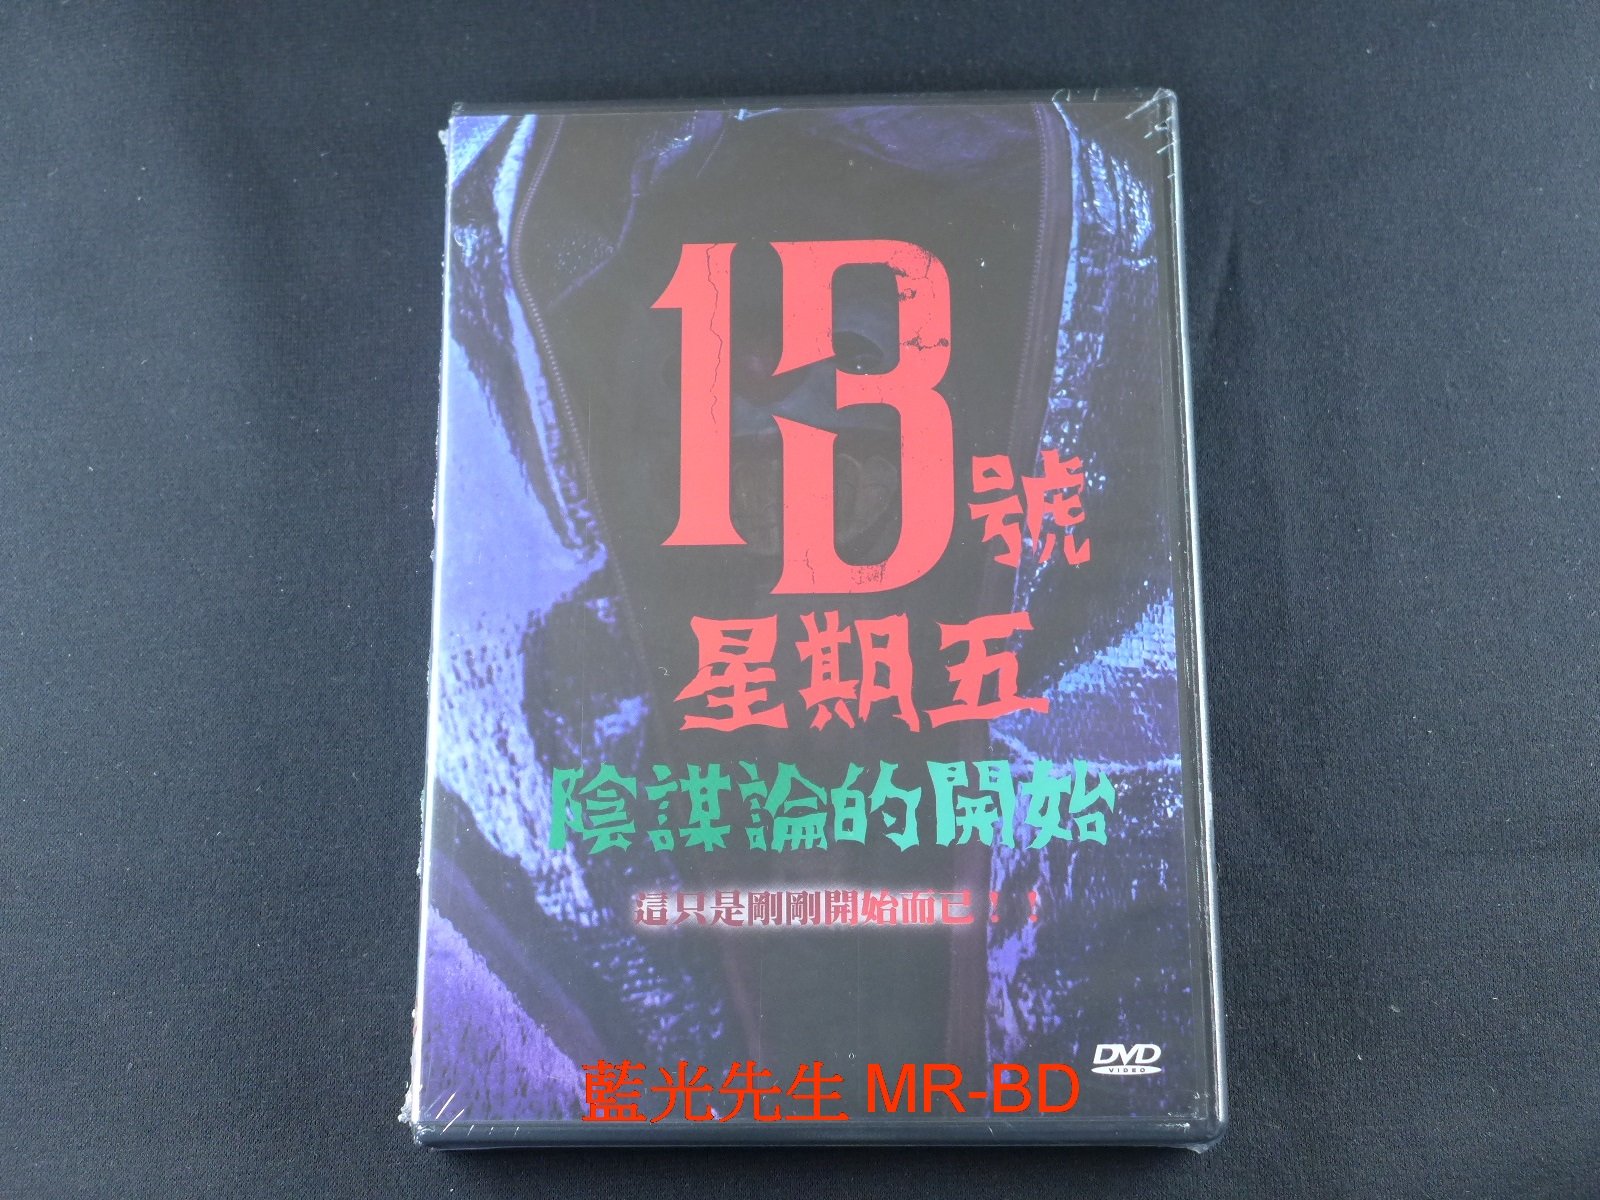 13號
星期五
陰謀論的開始
這只是剛剛開始而已！！
DVD
VIDEO
藍光先生 MR-BD